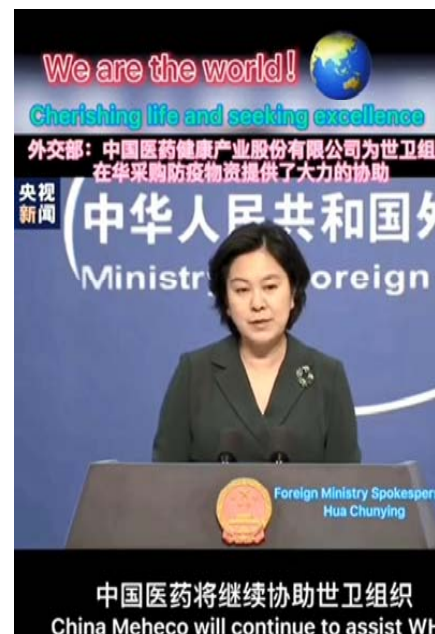 We are the world!
Cherishing life and seeking excellence
外交部：中国医药健康产业股份有限公司为世卫组
在华采购防疫物资提供了大力的协助
央视
新闻
中华人民共和国外
Ministry Foreign
Foreign Ministry Spokesper
Hua Chunying
中国医药将继续协助世卫组织
China Meheco will continue to assist WH